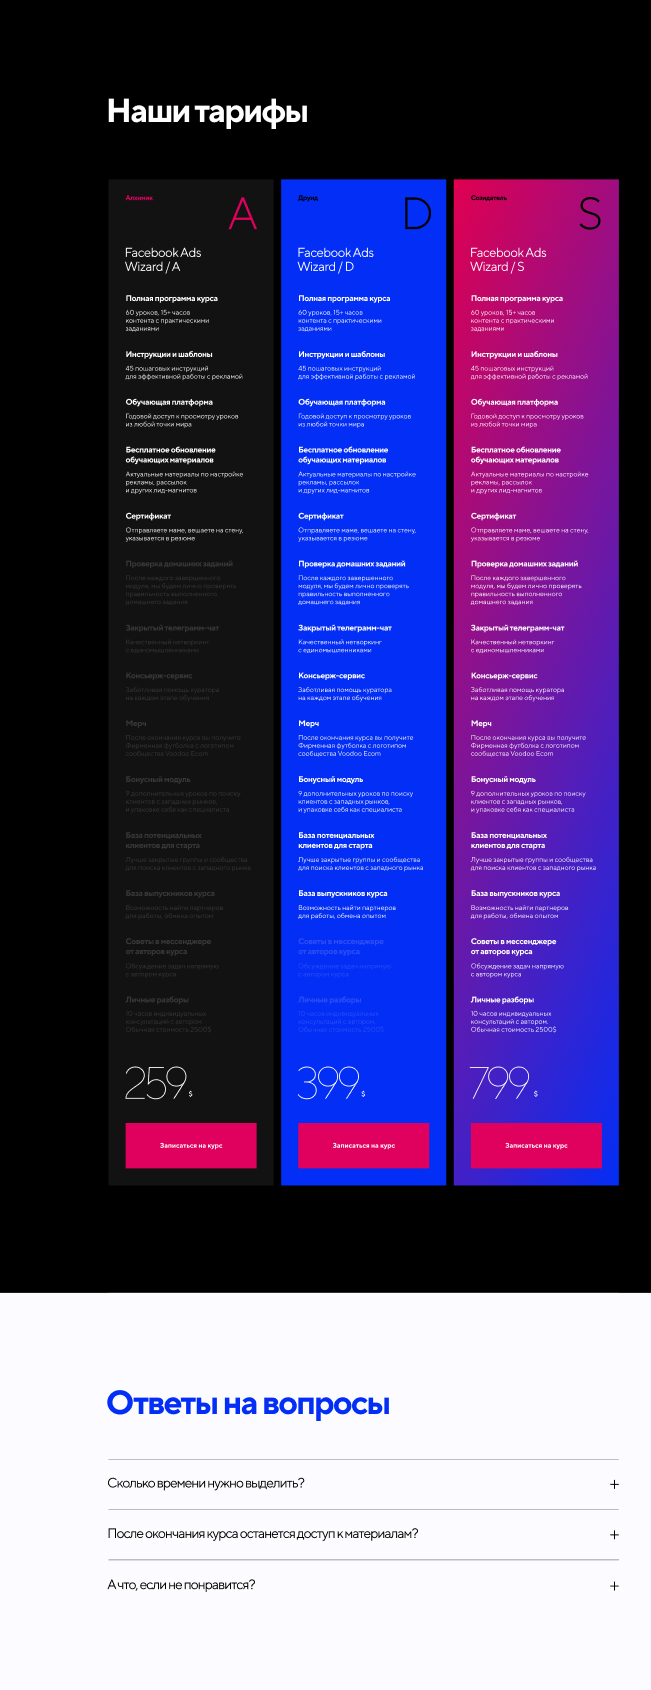 Наши тарифы
Алхимик
A
Facebook Ads
Wizard / A
Полная программа курса
60 уроков, 15+ часов
контента с практическими
заданиями
Инструкции и шаблоны
45 пошаговых инструкций
для эффективной работы с рекламой
Обучающая платформа
Годовой доступ к просмотру уроков
из любой точки мира
Бесплатное обновление
обучающих материалов
Актуальные материалы по настройке
рекламы, рассылок
и других лид-магнитов
Сертификат
Отправляете маме, вешаете на стену,
указывается в резюме
Проверка домашних заданий
После каждого завершенного
модуля, мы будем лично проверять
правильность выполненного
домашнего задания
Закрытый телеграмм-чат
Качественный нетворкинг
с единомышленниками
Консьерж-сервис
Заботливая помощь куратора
на каждом этапе обучения
Мерч
После окончания курса вы получите
Фирменная футболка с логотипом
сообщества Voodoo Ecom
Бонусный модуль
9 дополнительных уроков по поиску
клиентов с западных рынков,
и упаковке себя как специалиста
База потенциальных
клиентов для старта
Лучше закрытые группы и сообщества
для поиска клиентов с западного рынка
База выпускников курса
Возможность найти партнеров
для работы, обмена опытом
Советы в мессенджере
от авторов курса
Обсуждение задач напрямую
с автором курса
Личные разборы
10 часов индивидуальных
консультаций с автором.
Обычная стоимость 2500$
259 $
Записаться на курс
Друид
D
Facebook Ads
Wizard / D
Полная программа курса
60 уроков, 15+ часов
контента с практическими
заданиями
Инструкции и шаблоны
45 пошаговых инструкций
для эффективной работы с рекламой
Обучающая платформа
Годовой доступ к просмотру уроков
из любой точки мира
Бесплатное обновление
обучающих материалов
Актуальные материалы по настройке
рекламы, рассылок
и других лид-магнитов
Сертификат
Отправляете маме, вешаете на стену,
указывается в резюме
Проверка домашних заданий
После каждого завершенного
модуля, мы будем лично проверять
правильность выполненного
домашнего задания
Закрытый телеграмм-чат
Качественный нетворкинг
с единомышленниками
Консьерж-сервис
Заботливая помощь куратора
на каждом этапе обучения
Мерч
После окончания курса вы получите
Фирменная футболка с логотипом
сообщества Voodoo Ecom
Бонусный модуль
9 дополнительных уроков по поиску
клиентов с западных рынков,
и упаковке себя как специалиста
База потенциальных
клиентов для старта
Лучше закрытые группы и сообщества
для поиска клиентов с западного рынка
База выпускников курса
Возможность найти партнеров
для работы, обмена опытом
Советы в мессенджере
от авторов курса
Обсуждение задач напрямую
с автором курса
Личные разборы
10 часов индивидуальных
консультаций с автором.
Обычная стоимость 2500$
399 $
Записаться на курс
Создатель
S
Facebook Ads
Wizard / S
Полная программа курса
60 уроков, 15+ часов
контента с практическими
заданиями
Инструкции и шаблоны
45 пошаговых инструкций
для эффективной работы с рекламой
Обучающая платформа
Годовой доступ к просмотру уроков
из любой точки мира
Бесплатное обновление
обучающих материалов
Актуальные материалы по настройке
рекламы, рассылок
и других лид-магнитов
Сертификат
Отправляете маме, вешаете на стену,
указывается в резюме
Проверка домашних заданий
После каждого завершенного
модуля, мы будем лично проверять
правильность выполненного
домашнего задания
Закрытый телеграмм-чат
Качественный нетворкинг
с единомышленниками
Консьерж-сервис
Заботливая помощь куратора
на каждом этапе обучения
Мерч
После окончания курса вы получите
Фирменная футболка с логотипом
сообщества Voodoo Ecom
Бонусный модуль
9 дополнительных уроков по поиску
клиентов с западных рынков,
и упаковке себя как специалиста
База потенциальных
клиентов для старта
Лучше закрытые группы и сообщества
для поиска клиентов с западного рынка
База выпускников курса
Возможность найти партнеров
для работы, обмена опытом
Советы в мессенджере
от авторов курса
Обсуждение задач напрямую
с автором курса
Личные разборы
10 часов индивидуальных
консультаций с автором.
Обычная стоимость 2500$
799 $
Записаться на курс
Ответы на вопросы
Сколько времени нужно выделить? +
После окончания курса останется доступ к материалам? +
А что, если не понравится? +